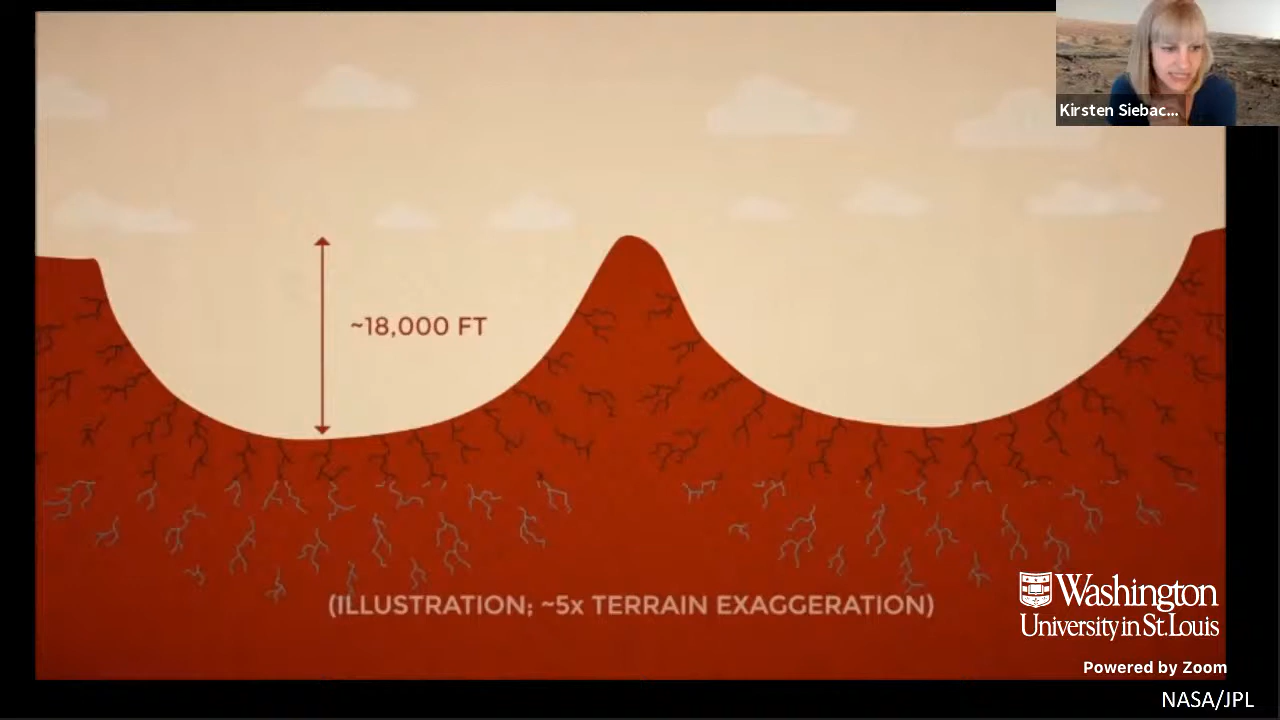 Kirsten Siebac...
~18,000 FT
(ILLUSTRATION; ~5x TERRAIN EXAGGERATION)
Washington
University in St. Louis
Powered by Zoom
NASA/JPL